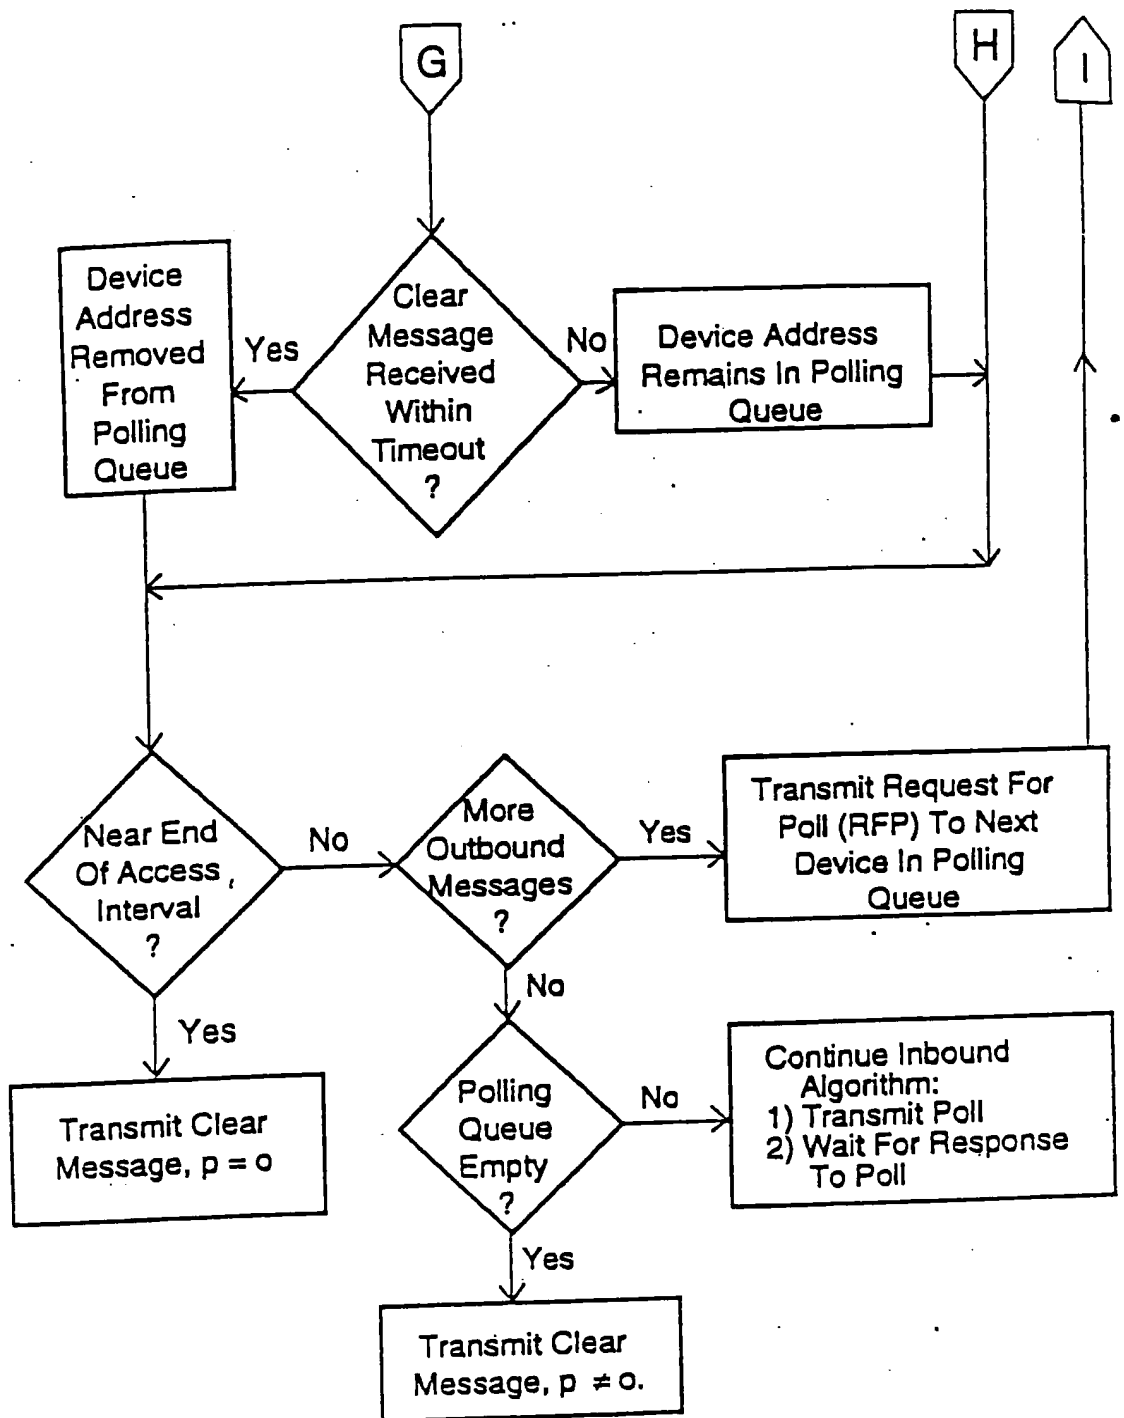 G
H
I
Device
Address
Removed
From
Polling
Queue
Yes
Clear
Message
Received
Within
Timeout
?
No
Device Address
Remains In Polling
Queue
Near End
Of Access
Interval
?
No
More
Outbound
Messages
?
Yes
Transmit Request For
Poll (RFP) To Next
Device In Polling
Queue
Yes
No
Transmit Clear
Message, p = o
Polling
Queue
Empty
?
No
Continue Inbound
Algorithm:
1) Transmit Poll
2) Wait For Response
To Poll
Yes
Transmit Clear
Message, p ≠ o.